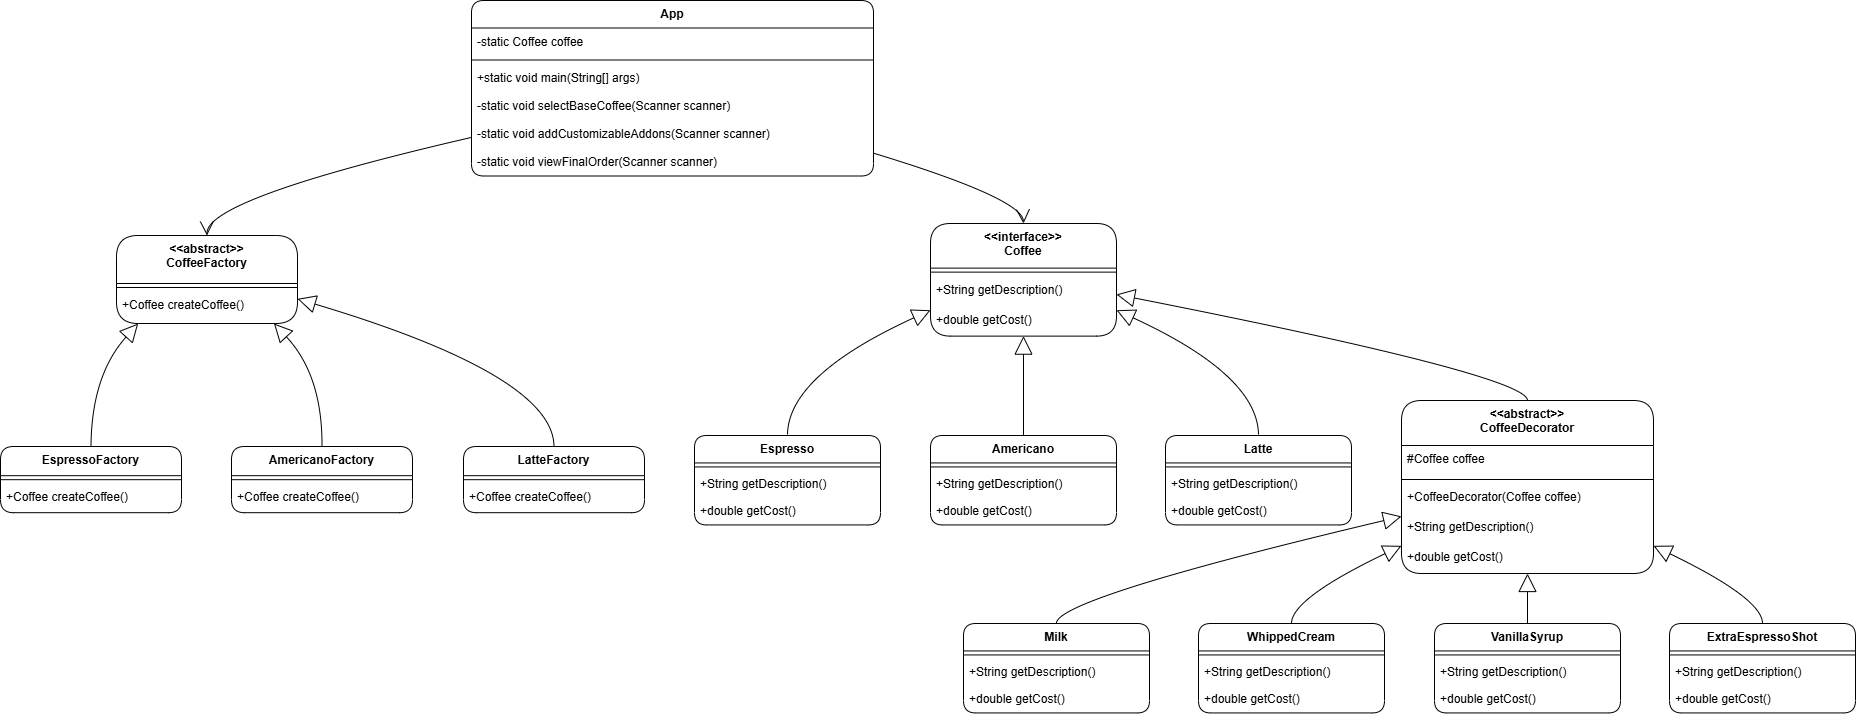 App
-static Coffee coffee
+static void main(String[] args)
-static void selectBaseCoffee(Scanner scanner)
-static void addCustomizableAddons(Scanner scanner)
-static void viewFinalOrder(Scanner scanner)
<<abstract>>
CoffeeFactory
+Coffee createCoffee()
<<interface>>
Coffee
+String getDescription()
+double getCost()
EspressoFactory
+Coffee createCoffee()
AmericanoFactory
+Coffee createCoffee()
LatteFactory
+Coffee createCoffee()
Espresso
+String getDescription()
+double getCost()
Americano
+String getDescription()
+double getCost()
Latte
+String getDescription()
+double getCost()
<<abstract>>
CoffeeDecorator
#Coffee coffee
+CoffeeDecorator(Coffee coffee)
+String getDescription()
+double getCost()
Milk
+String getDescription()
+double getCost()
WhippedCream
+String getDescription()
+double getCost()
VanillaSyrup
+String getDescription()
+double getCost()
ExtraEspressoShot
+String getDescription()
+double getCost()